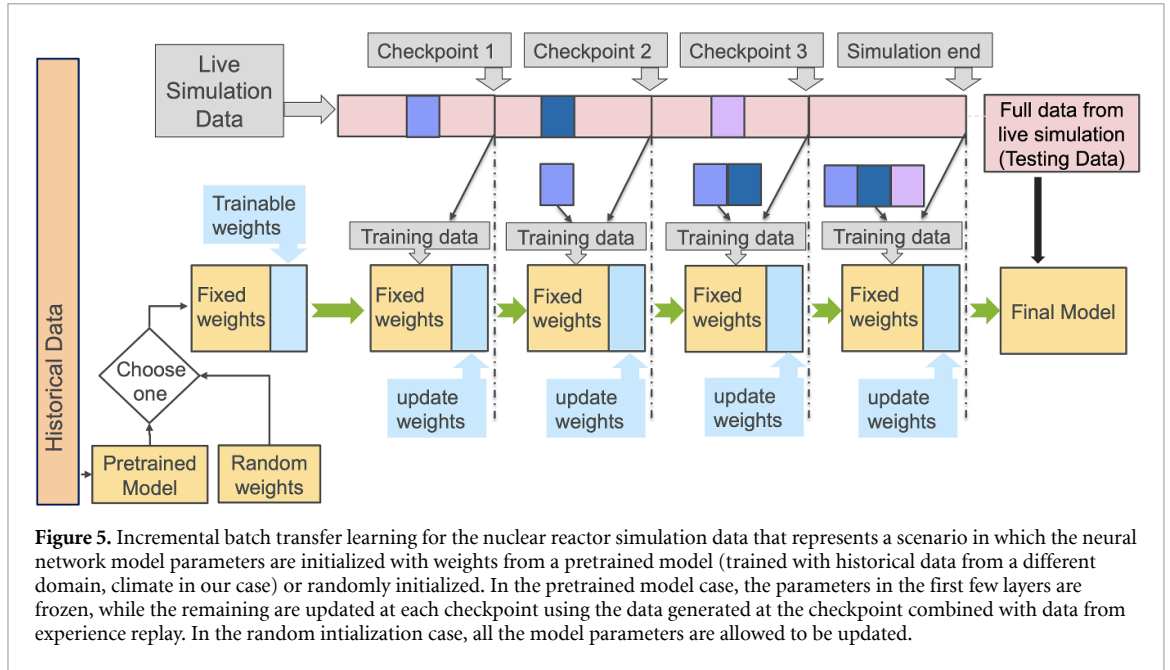 Checkpoint 1
Checkpoint 2
Checkpoint 3
Simulation end
Live
Simulation
Data
Full data from
live simulation
(Testing Data)
Trainable
weights
Training data
Training data
Training data
Training data
Fixed
weights
Fixed
weights
Fixed
weights
Fixed
weights
Fixed
weights
Final Model
Historical Data
Choose
one
update
weights
update
weights
update
weights
update
weights
Pretrained
Model
Random
weights
Figure 5. Incremental batch transfer learning for the nuclear reactor simulation data that represents a scenario in which the neural
network model parameters are initialized with weights from a pretrained model (trained with historical data from a different
domain, climate in our case) or randomly initialized. In the pretrained model case, the parameters in the first few layers are
frozen, while the remaining are updated at each checkpoint using the data generated at the checkpoint combined with data from
experience replay. In the random intialization case, all the model parameters are allowed to be updated.